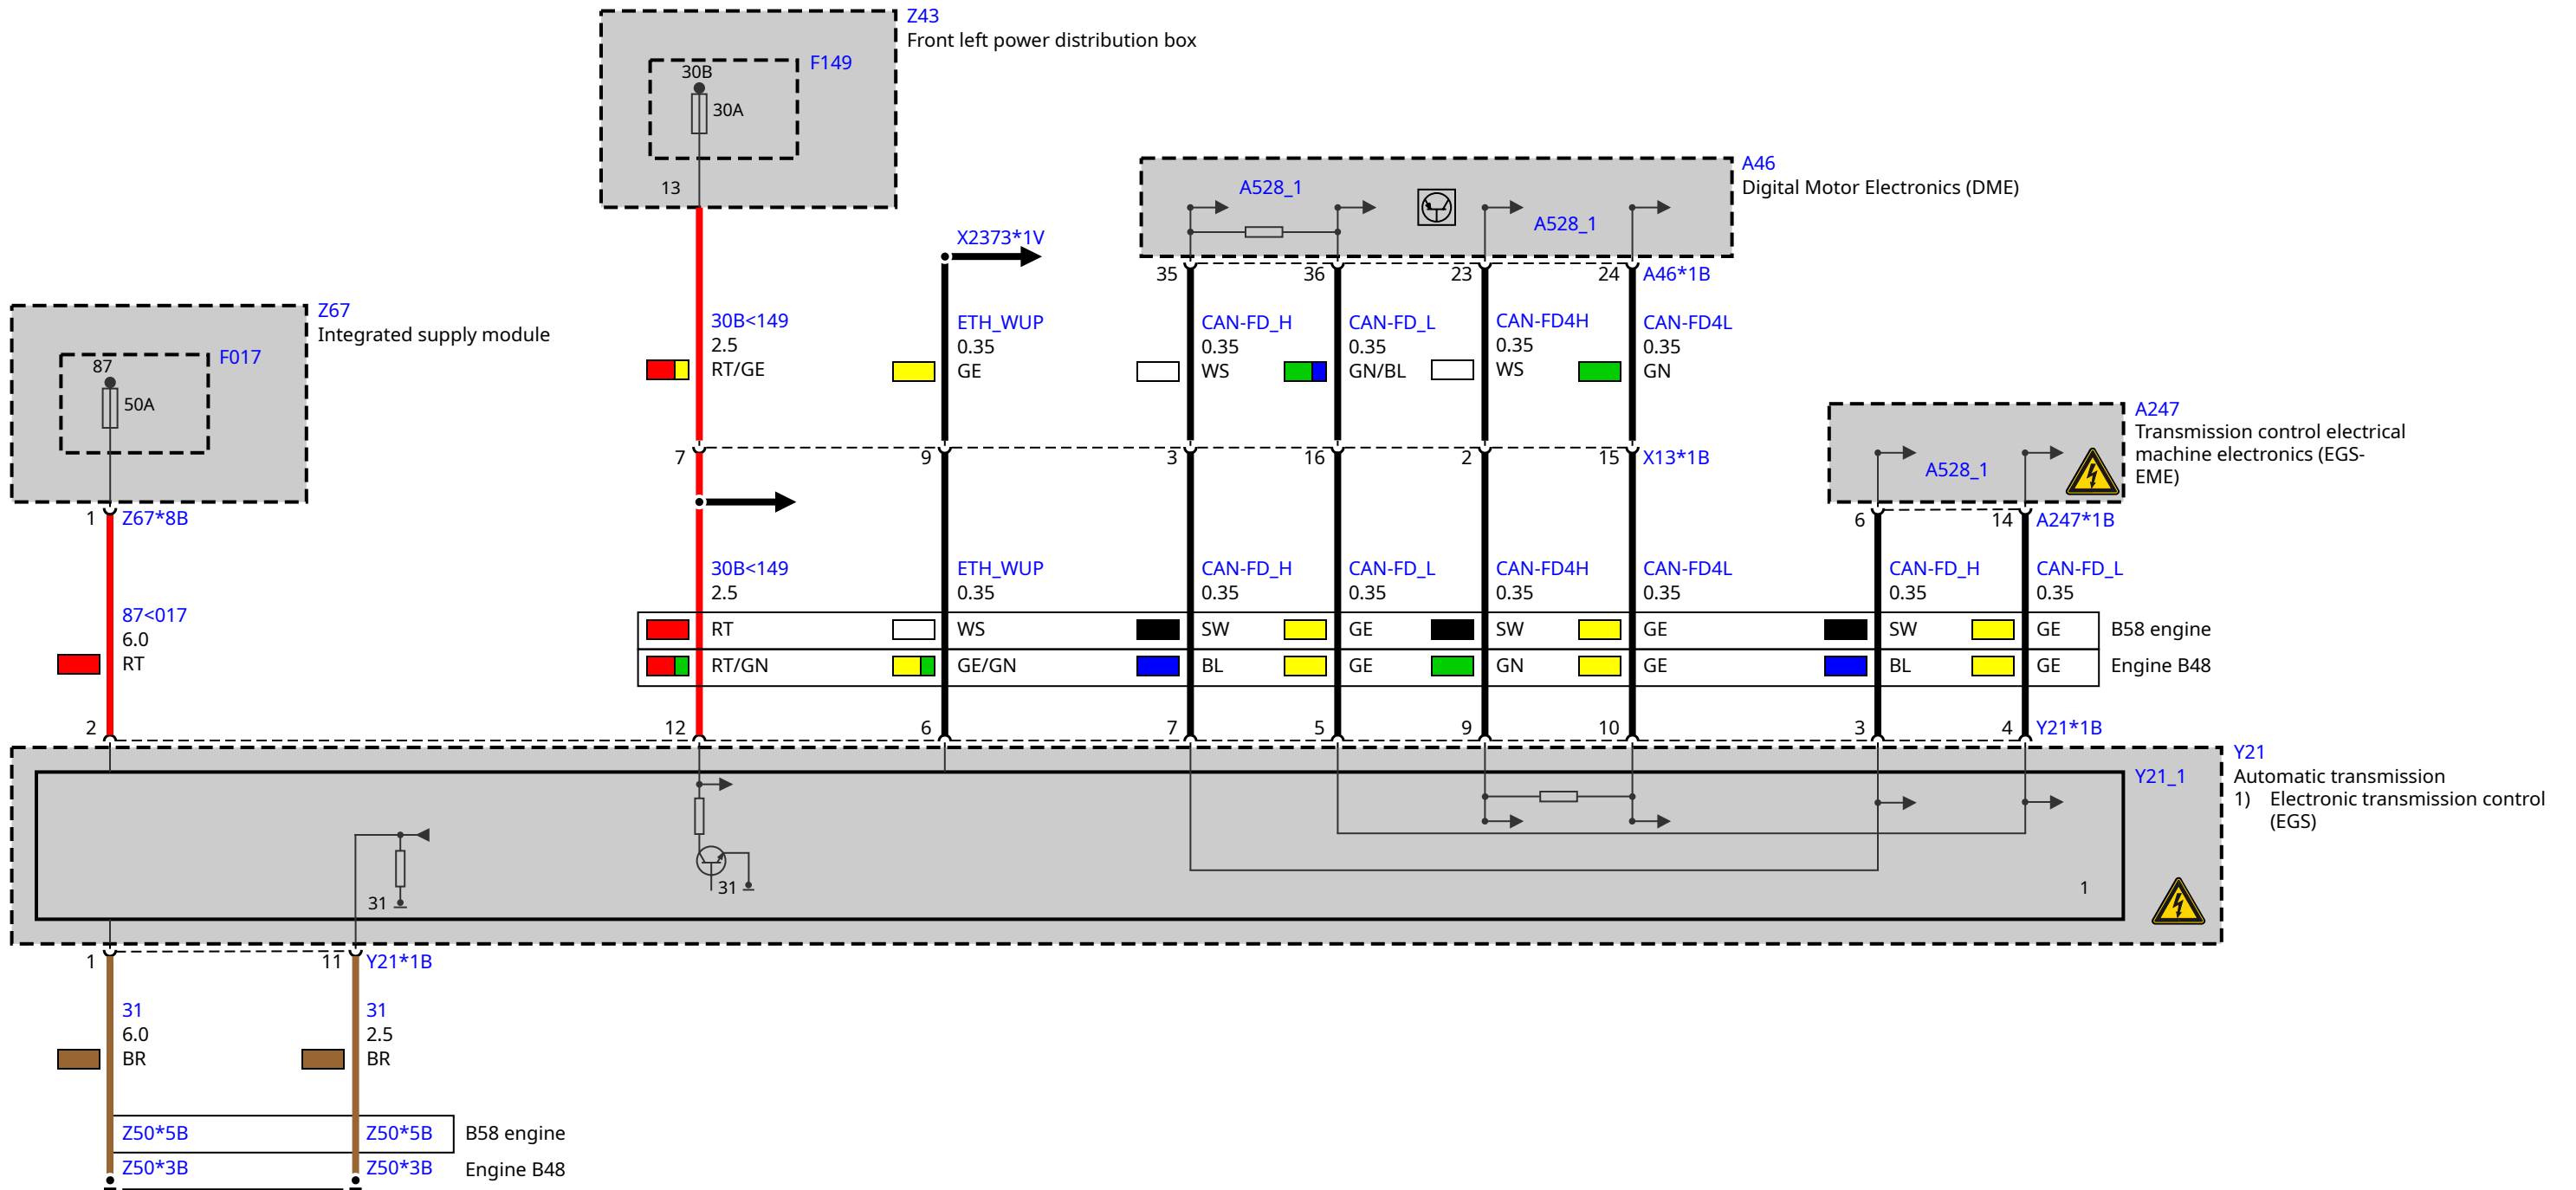 Z43
Front left power distribution box
F149
30B
30A
13
A46
Digital Motor Electronics (DME)
A528_1
A528_1
X2373*1V
35
36
23
24
A46*1B
Z67
Integrated supply module
F017
87
50A
30B<149
2.5
RT/GE
ETH_WUP
0.35
GE
CAN-FD_H
0.35
WS
CAN-FD_L
0.35
GN/BL
CAN-FD4H
0.35
WS
CAN-FD4L
0.35
GN
A247
Transmission control electrical
machine electronics (EGS-
EME)
A528_1
7
9
3
16
2
15
X13*1B
1
Z67*8B
6
14
A247*1B
87<017
6.0
RT
30B<149
2.5
ETH_WUP
0.35
CAN-FD_H
0.35
CAN-FD_L
0.35
CAN-FD4H
0.35
CAN-FD4L
0.35
CAN-FD_H
0.35
CAN-FD_L
0.35
RT
WS
SW
GE
SW
GE
SW
GE
B58 engine
RT/GN
GE/GN
BL
GE
GN
GE
BL
GE
Engine B48
2
12
6
7
5
9
10
3
4
Y21*1B
Y21
Automatic transmission
1) Electronic transmission control
(EGS)
Y21_1
31
31
1
1
11
Y21*1B
31
6.0
BR
31
2.5
BR
Z50*5B
Z50*5B
B58 engine
Z50*3B
Z50*3B
Engine B48